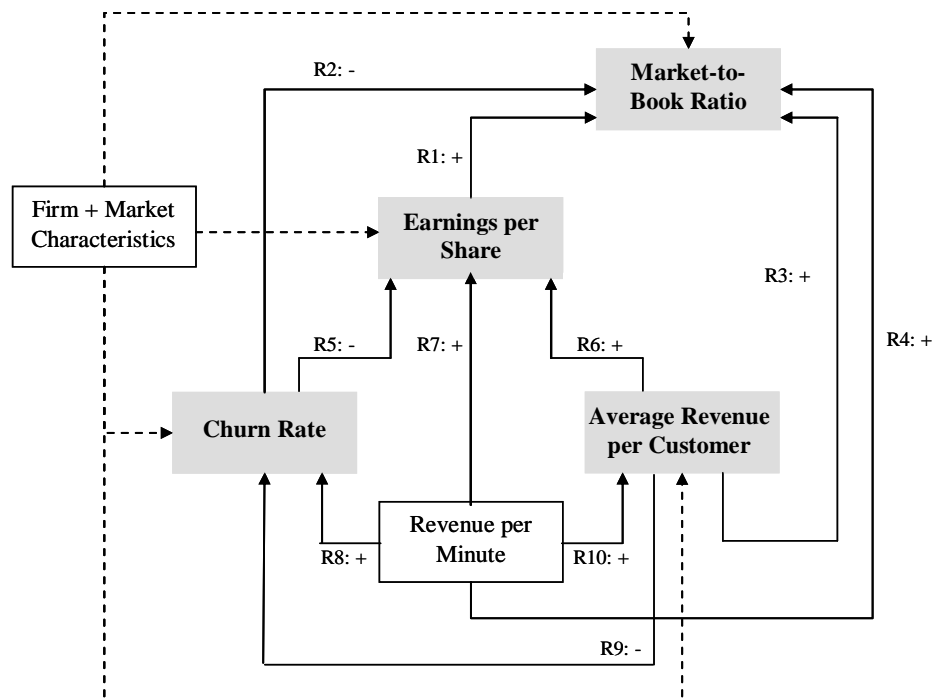 R2: -
Market-to-
Book Ratio
R1: +
Firm + Market
Characteristics
Earnings per
Share
R3: +
R5: -
R7: +
R6: +
R4: +
Churn Rate
Average Revenue
per Customer
Revenue per
Minute
R8: +
R10: +
R9: -